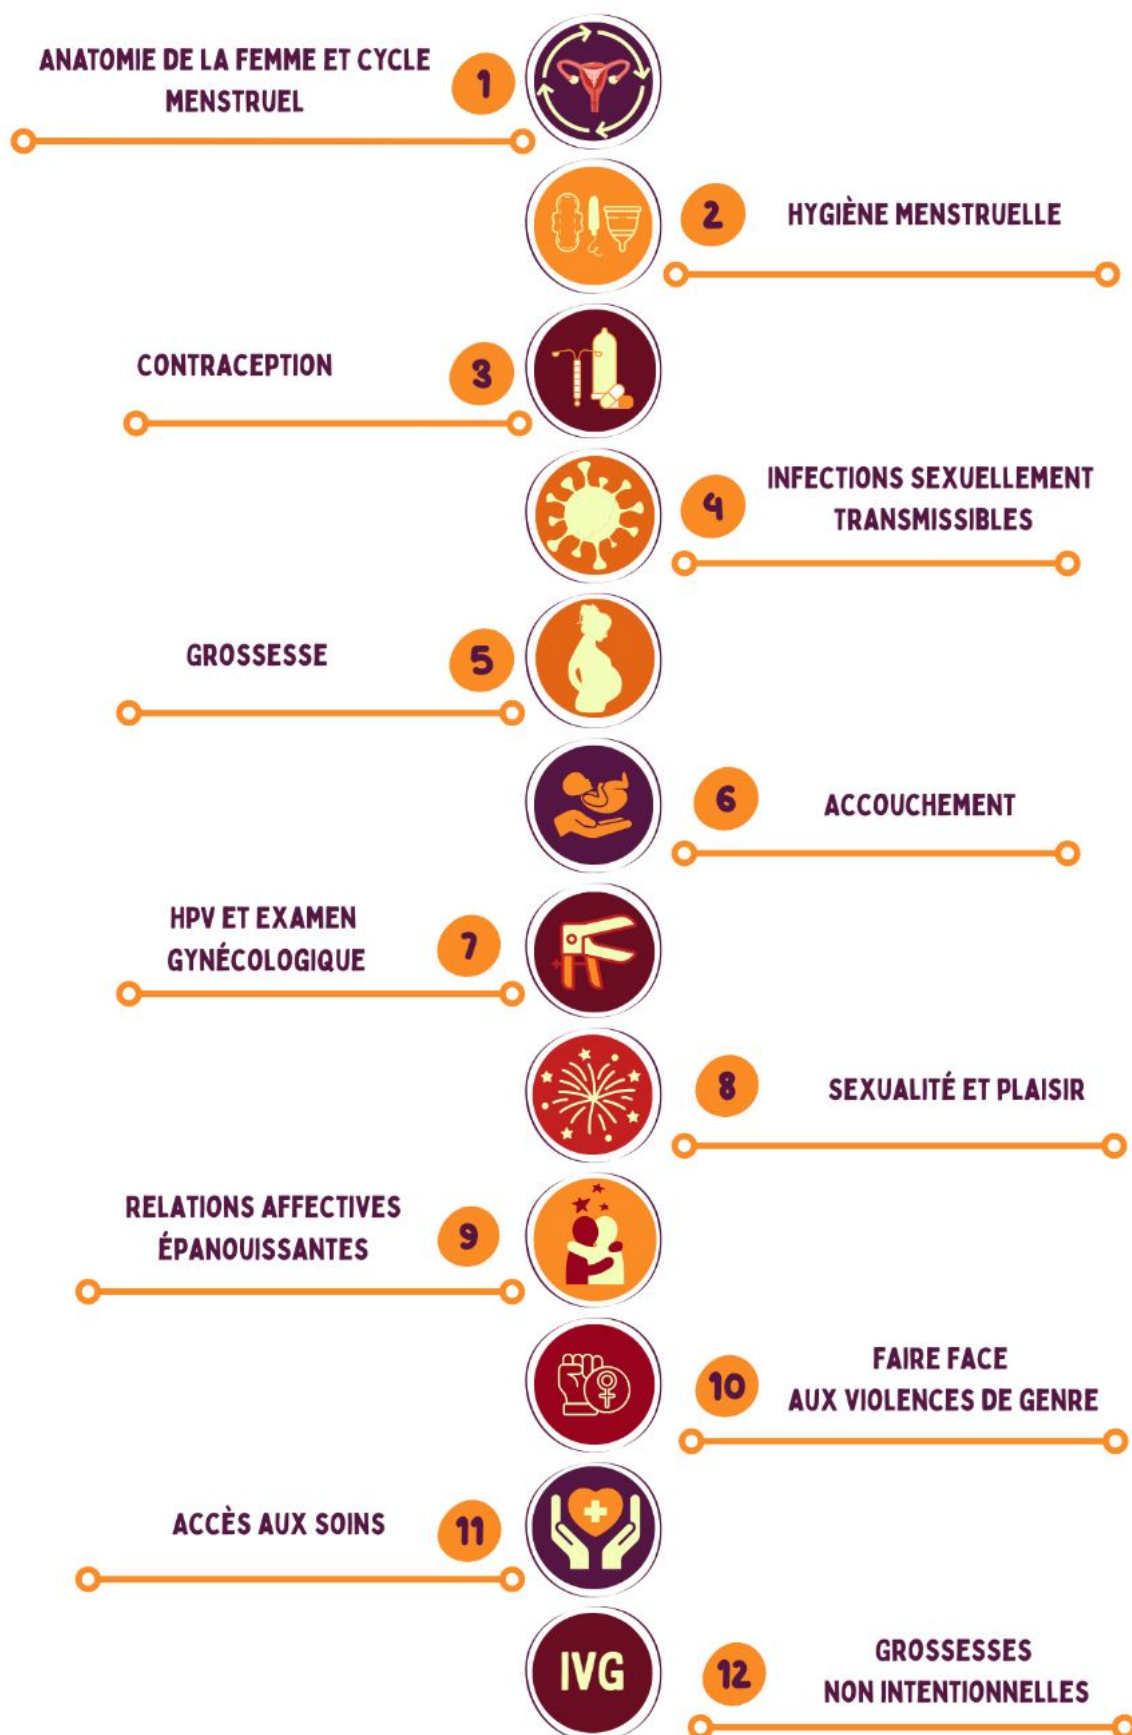 ANATOMIE DE LA FEMME ET CYCLE
MENSTRUEL
1
2
HYGIÈNE MENSTRUELLE
CONTRACEPTION
3
4
INFECTIONS SEXUELLEMENT
TRANSMISSIBLES
GROSSESSE
5
6
ACCOUCHEMENT
HPV ET EXAMEN
GYNÉCOLOGIQUE
7
8
SEXUALITÉ ET PLAISIR
RELATIONS AFFECTIVES
ÉPANOUISSANTES
9
10
FAIRE FACE
AUX VIOLENCES DE GENRE
ACCÈS AUX SOINS
11
IVG
12
GROSSESSES
NON INTENTIONNELLES